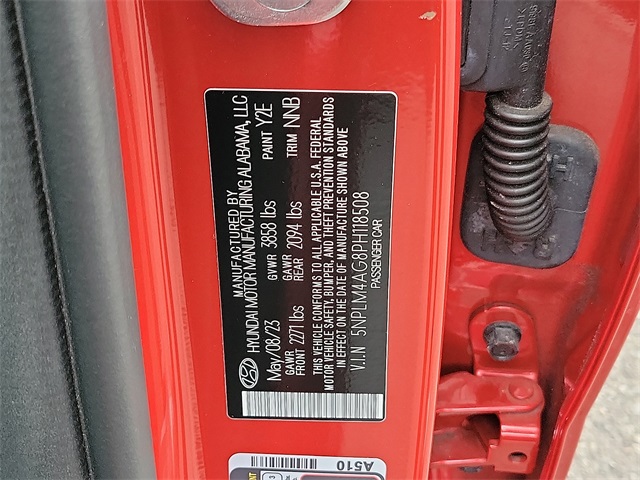 MANUFACTURED BY
HYUNDAI MOTOR MANUFACTURING ALABAMA, LLC
May/08/23 GVWR 3858 lbs PAINT Y2E
GAWR FRONT 2271 lbs GAWR REAR 2094 lbs TRIM NNB
THIS VEHICLE CONFORMS TO ALL APPLICABLE U.S.A. FEDERAL
MOTOR VEHICLE SAFETY, BUMPER, AND THEFT PREVENTION STANDARDS
IN EFFECT ON THE DATE OF MANUFACTURE SHOWN ABOVE
V.I.N 5NPLM4AG8PH118508
PASSENGER CAR
A510